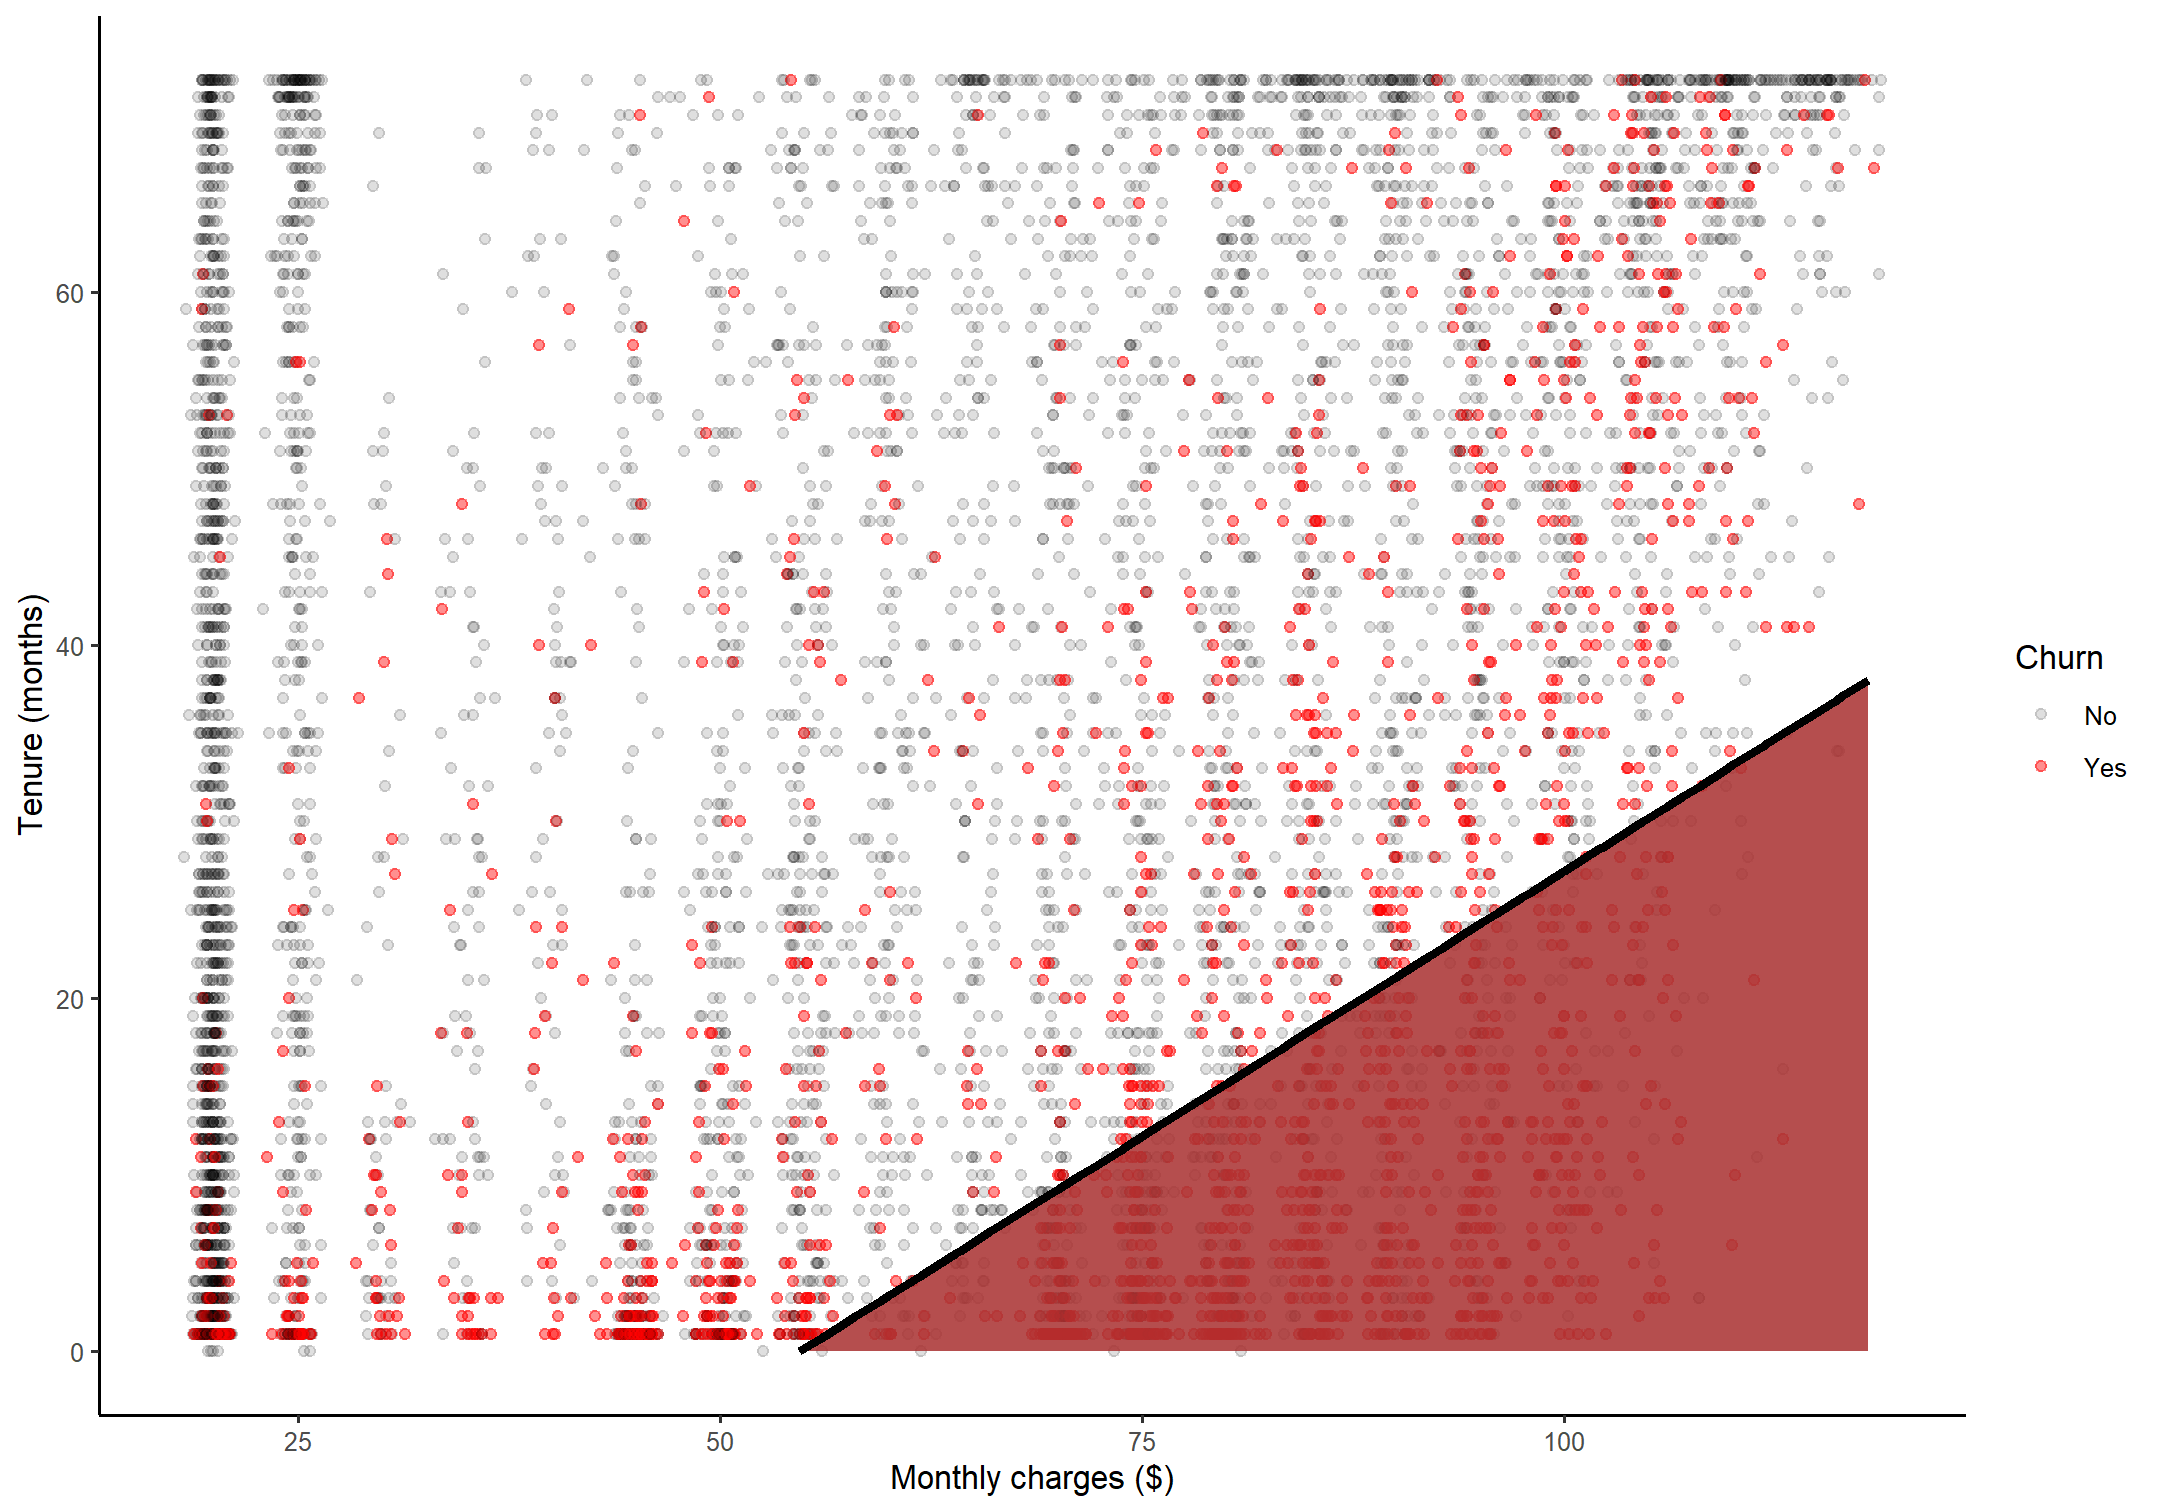 60
40
20
0
Tenure (months)
25 50 75 100
Monthly charges ($)
Churn
No
Yes